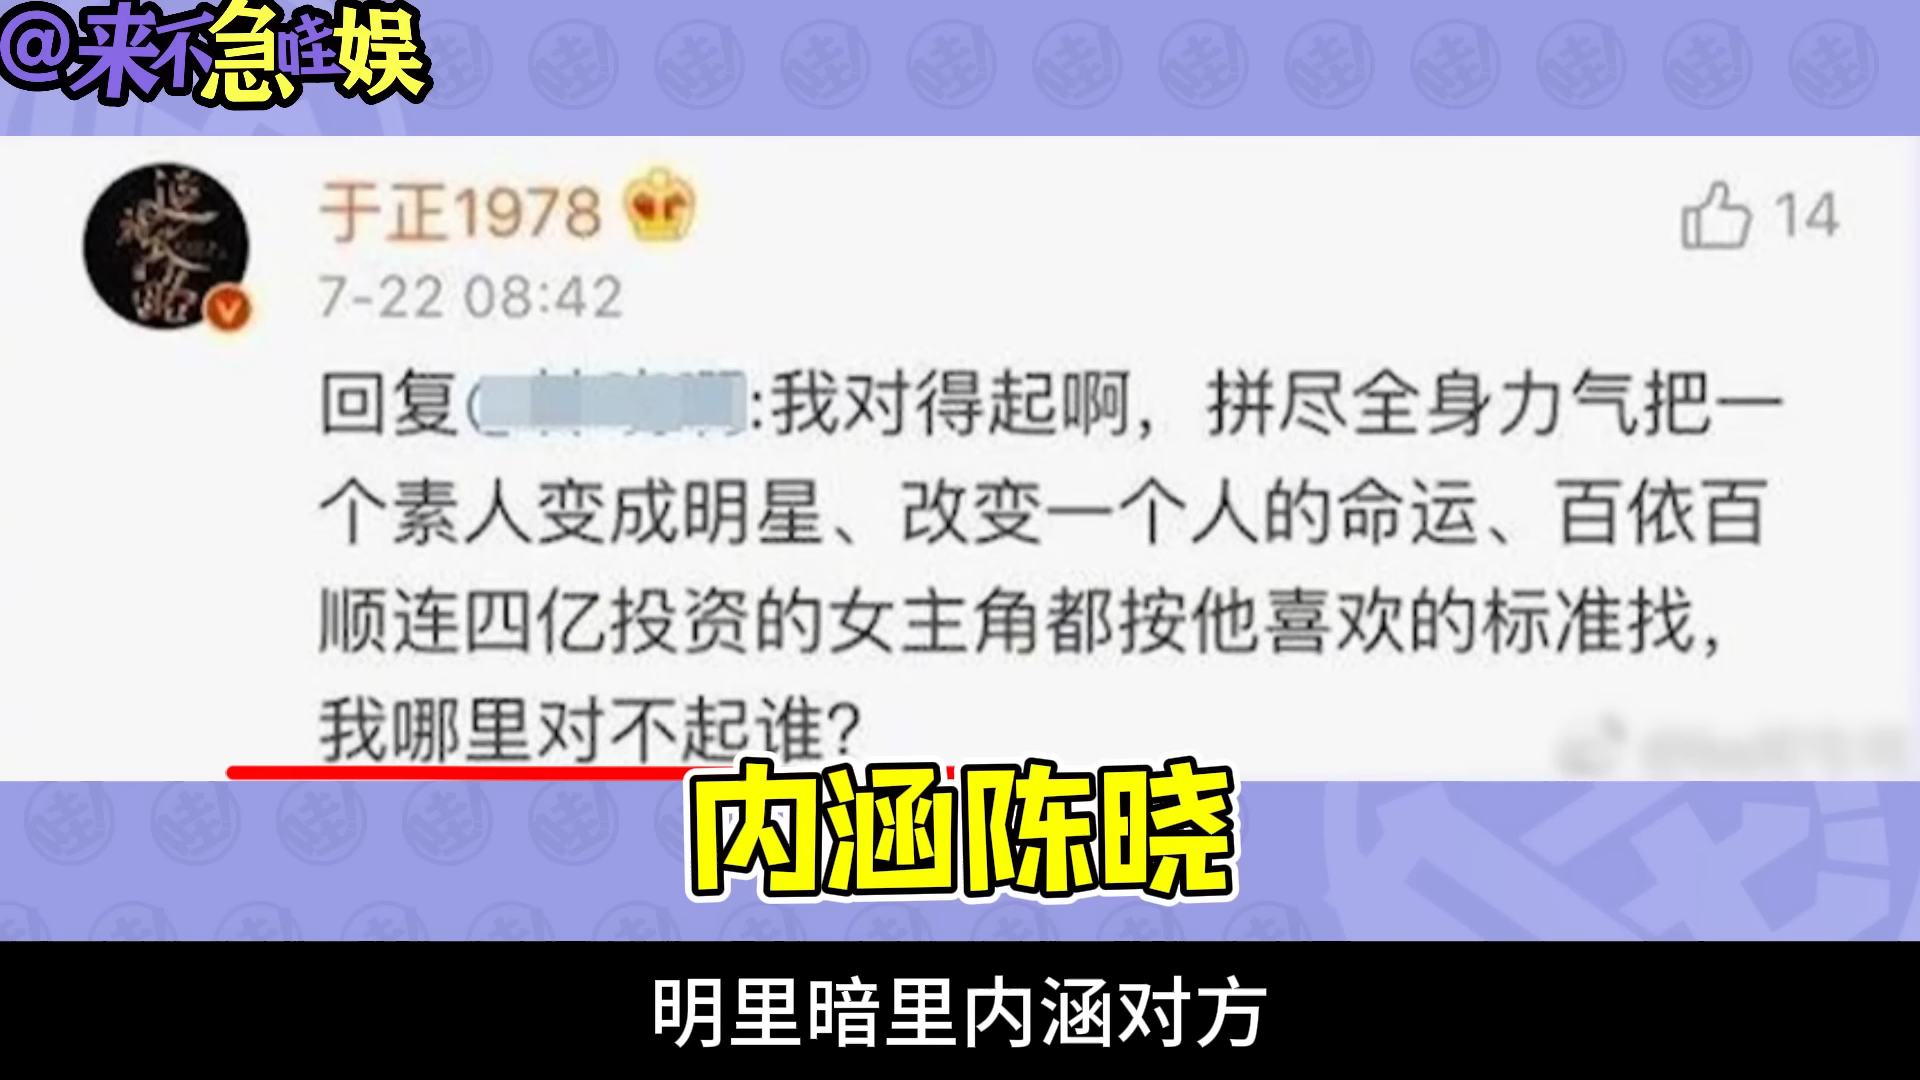 @来不急哇娱
于正1978
14
7-22 08:42
回复 :我对得起啊，拼尽全身力气把一
个素人变成明星、改变一个人的命运、百依百
顺连四亿投资的女主角都按他喜欢的标准找，
我哪里对不起谁？
内涵陈晓
明里暗里内涵对方